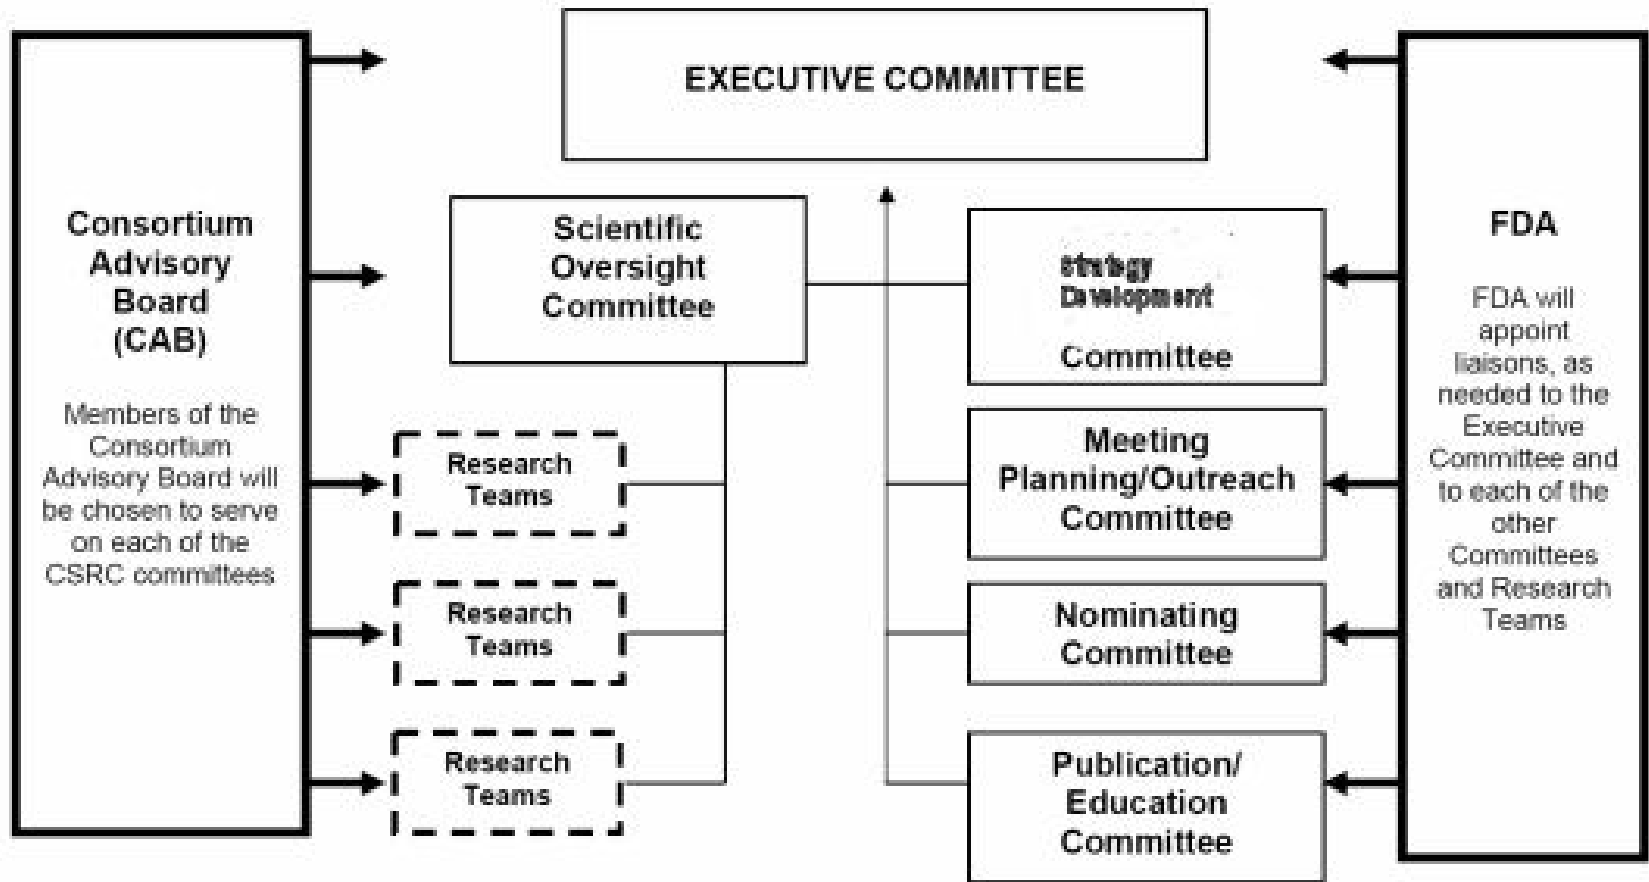 EXECUTIVE COMMITTEE
Consortium
Advisory
Board
(CAB)
Members of the
Consortium
Advisory Board will
be chosen to serve
on each of the
CSRC committees
Scientific
Oversight
Committee
Research
Teams
Research
Teams
Research
Teams
Strategy
Development
Committee
Meeting
Planning/Outreach
Committee
Nominating
Committee
Publication/
Education
Committee
FDA
FDA will
appoint
liaisons, as
needed to the
Executive
Committee and
to each of the
other
Committees
and Research
Teams